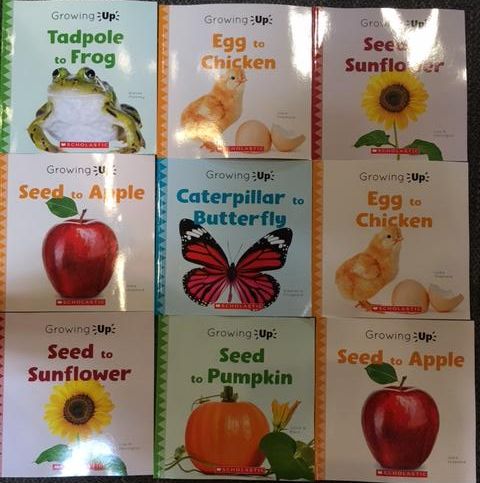 Growing Up
Tadpole
to Frog
SCHOLASTIC
Growing Up
Egg to
Chicken
SCHOLASTIC
Growing Up
Seed to
Sunflower
SCHOLASTIC
Growing Up
Seed to Apple
SCHOLASTIC
Growing Up
Caterpillar to
Butterfly
SCHOLASTIC
Growing Up
Egg to
Chicken
SCHOLASTIC
Growing Up
Seed to
Sunflower
Growing Up
Seed
to Pumpkin
SCHOLASTIC
Growing Up
Seed to Apple
SCHOLASTIC